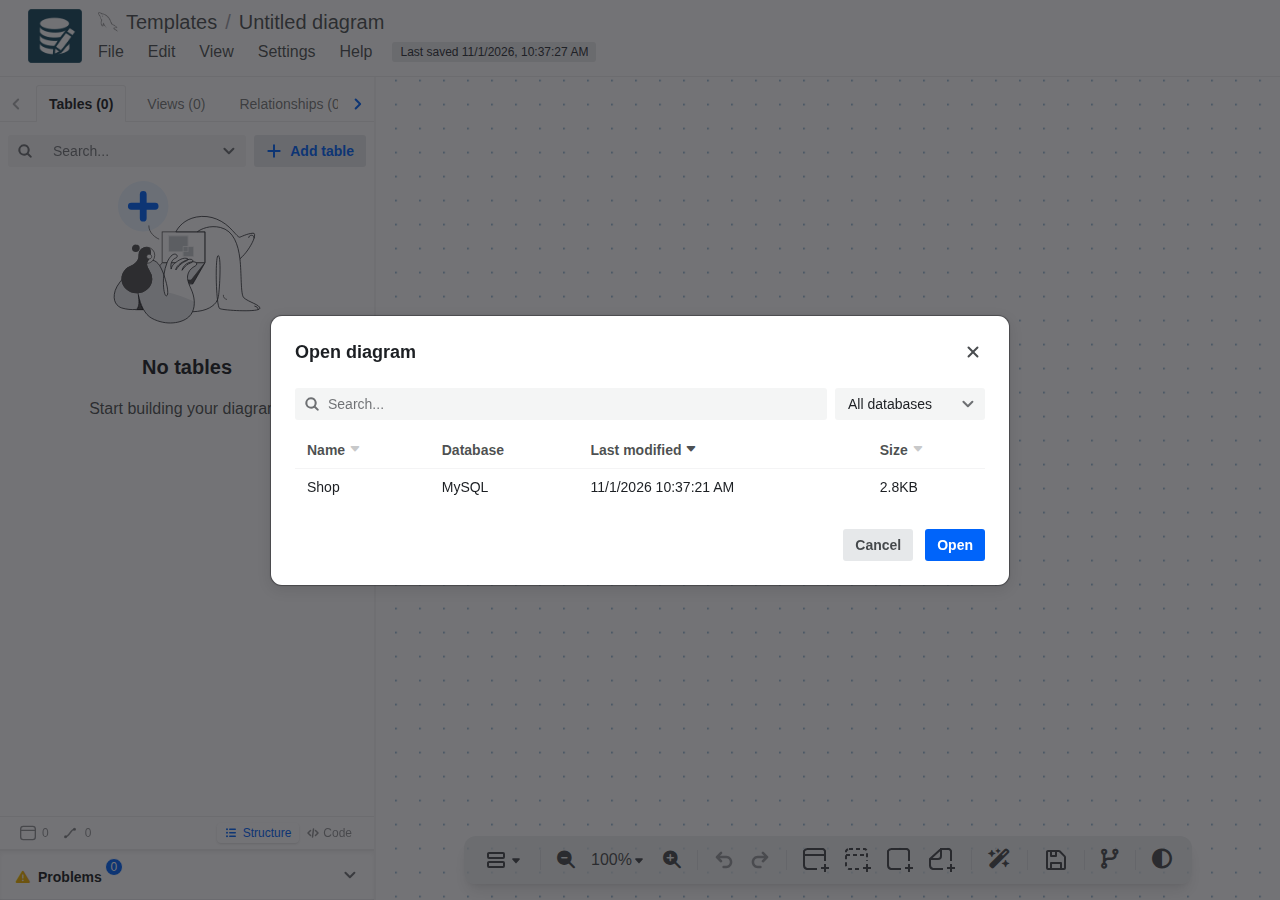 Templates / Untitled diagram
File Edit View Settings Help Last saved 11/1/2026, 10:37:27 AM
Tables (0) Views (0) Relationships (0
Search... Add table
No tables
Start building your diagram
Open diagram
Search... All databases
Name Database Last modified Size
Shop MySQL 11/1/2026 10:37:21 AM 2.8KB
Cancel Open
0 0 Structure Code
Problems 0
100%